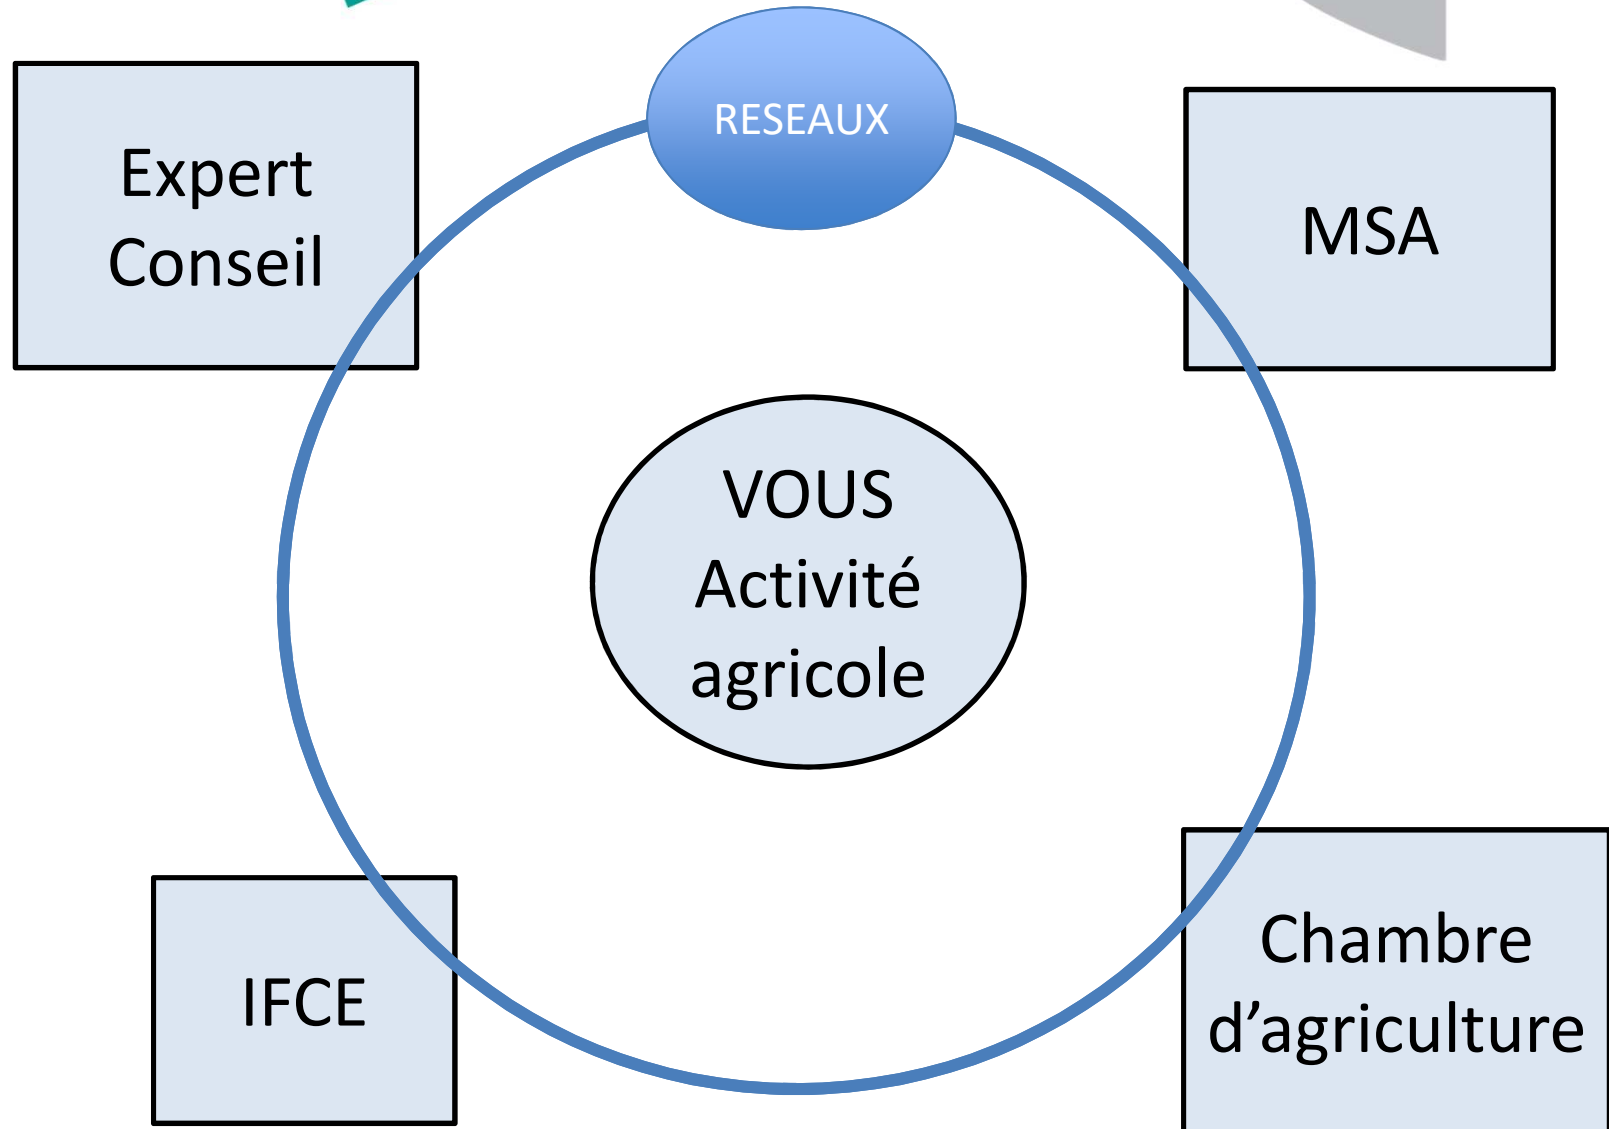 RESEAUX
Expert
Conseil
MSA
VOUS
Activité
agricole
IFCE
Chambre
d’agriculture